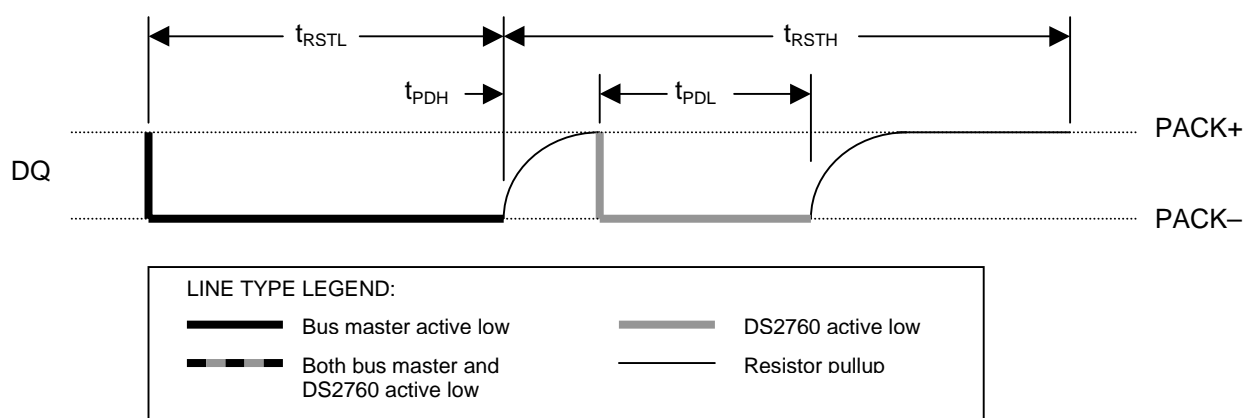 tRSTL
tRSTH
tPDH
tPDL
PACK+
DQ
PACK–
LINE TYPE LEGEND:
Bus master active low
DS2760 active low
Both bus master and
DS2760 active low
Resistor pullup